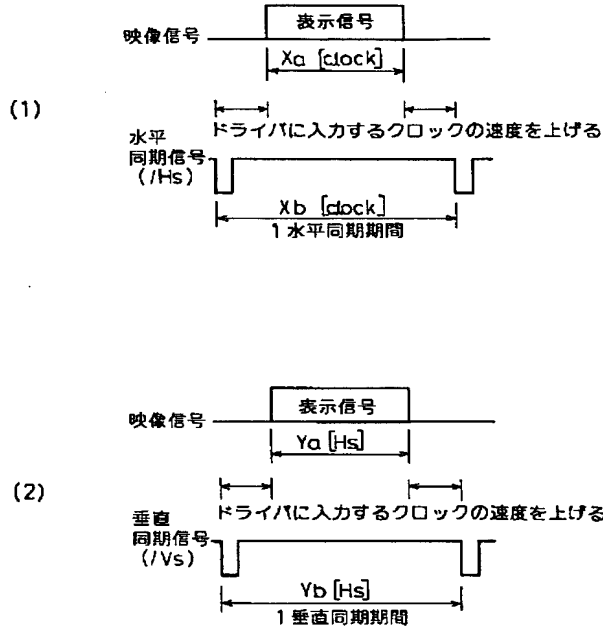 表示信号
映像信号
Xa [clock]
(1)
ドライバに入力するクロックの速度を上げる
水平
同期信号
(/Hs)
Xb [clock]
1水平同期期間
表示信号
映像信号
Ya [Hs]
(2)
ドライバに入力するクロックの速度を上げる
垂直
同期信号
(/Vs)
Yb [Hs]
1垂直同期期間